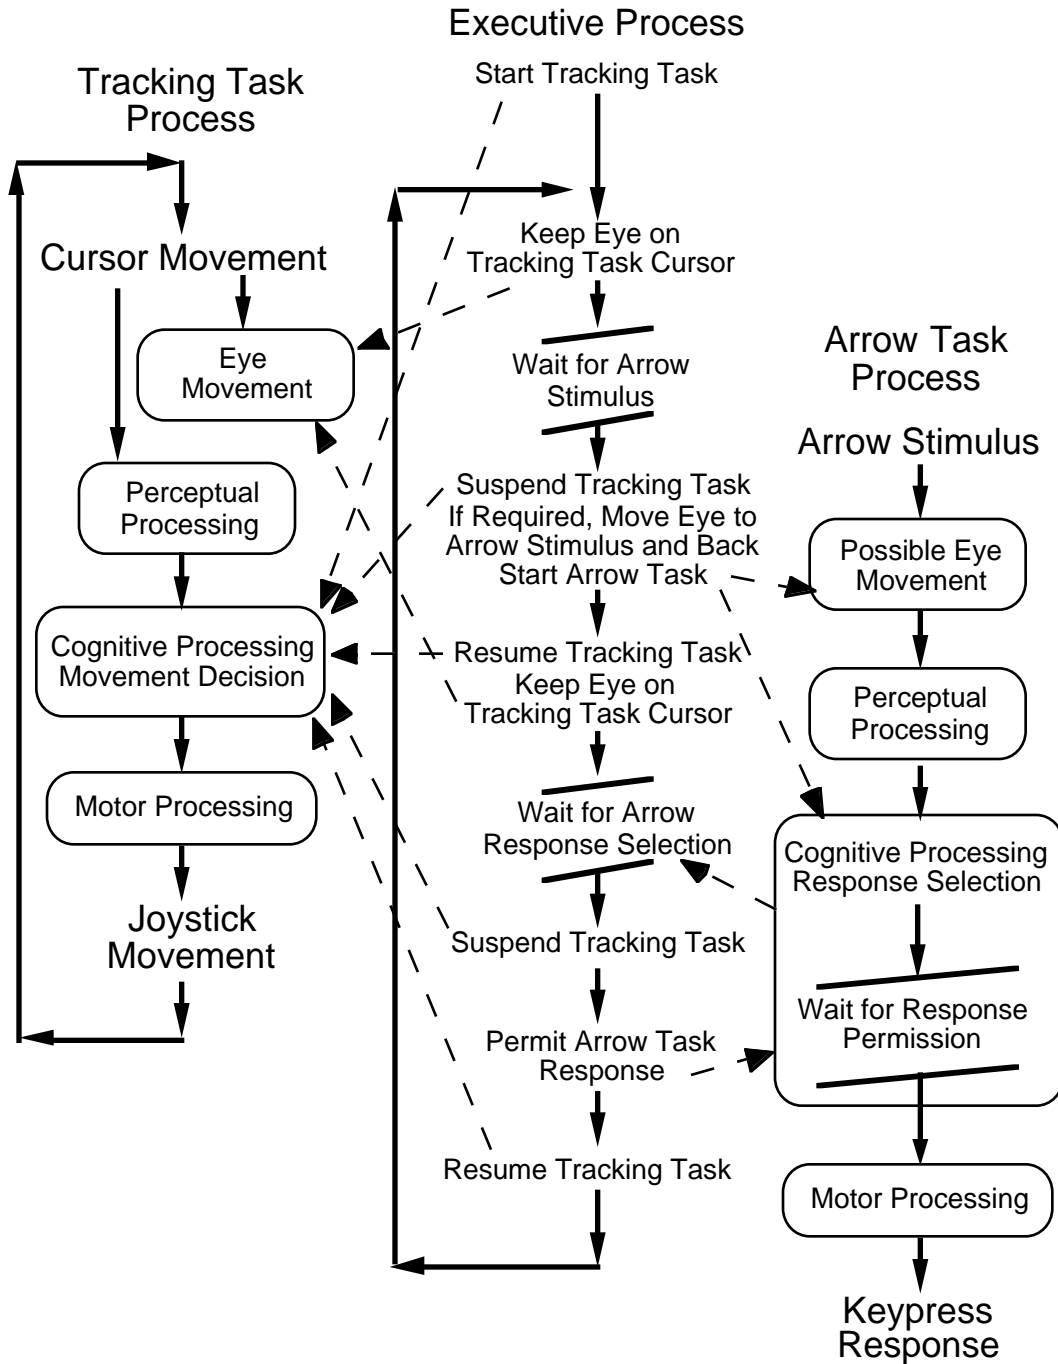 Executive Process
Start Tracking Task
Tracking Task
Process
Cursor Movement
Eye
Movement
Perceptual
Processing
Cognitive Processing
Movement Decision
Motor Processing
Joystick
Movement
Keep Eye on
Tracking Task Cursor
Wait for Arrow
Stimulus
Suspend Tracking Task
If Required, Move Eye to
Arrow Stimulus and Back
Start Arrow Task
Resume Tracking Task
Keep Eye on
Tracking Task Cursor
Wait for Arrow
Response Selection
Suspend Tracking Task
Permit Arrow Task
Response
Resume Tracking Task
Arrow Task
Process
Arrow Stimulus
Possible Eye
Movement
Perceptual
Processing
Cognitive Processing
Response Selection
Wait for Response
Permission
Motor Processing
Keypress
Response